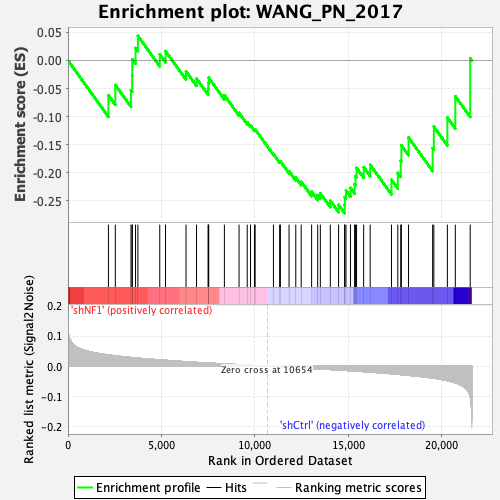 Enrichment plot: WANG_PN_2017
Enrichment score (ES)
0.05
0.00
-0.05
-0.10
-0.15
-0.20
-0.25
'shNF1' (positively correlated)
Ranked list metric (Signal2Noise)
0.2
0.1
0.0
-0.1
-0.2
Zero cross at 10654
'shCtrl' (negatively correlated)
0 5,000 10,000 15,000 20,000
Rank in Ordered Dataset
Enrichment profile Hits Ranking metric scores